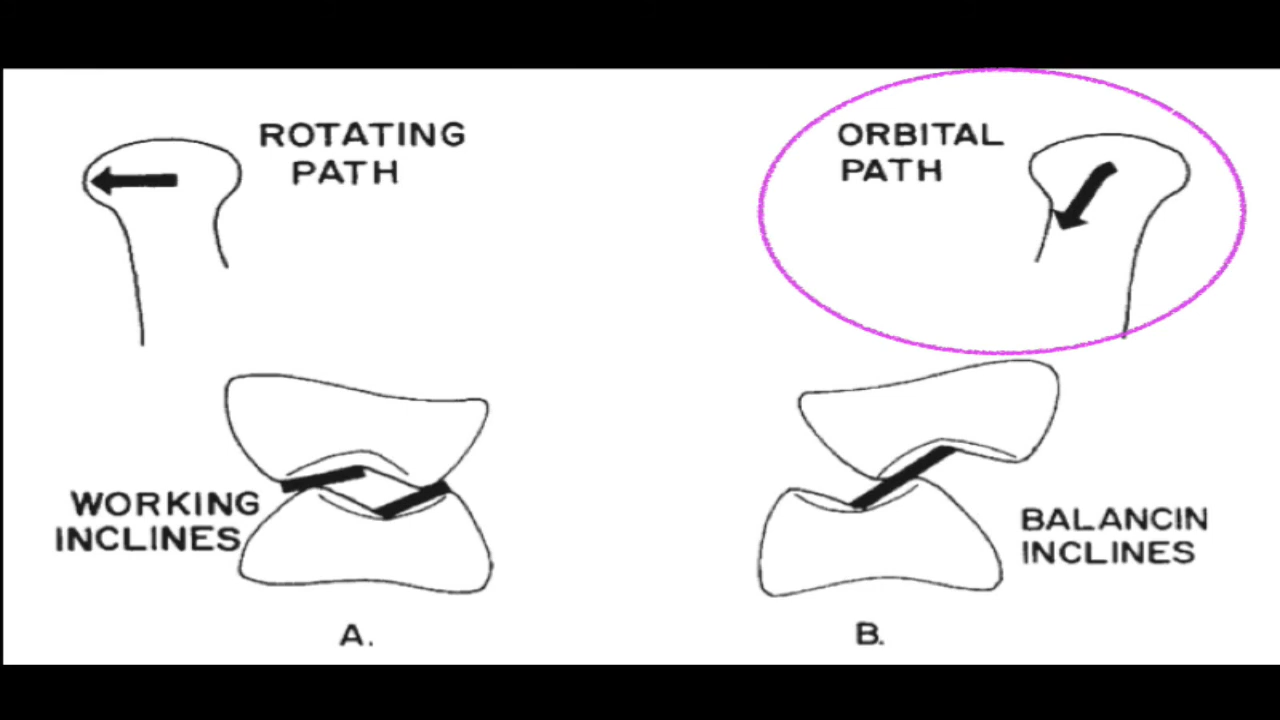 ROTATING
PATH
ORBITAL
PATH
WORKING
INCLINES
BALANCIN
INCLINES
A.
B.